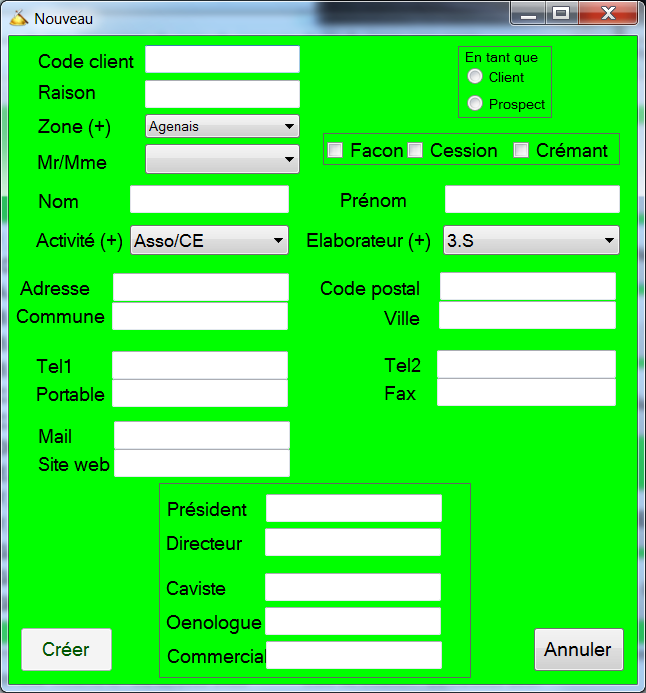 Nouveau
Code client
En tant que
Client
Raison
Prospect
Zone (+) Agenais
Mr/Mme
Facon Cession Crémant
Nom Prénom
Activité (+) Asso/CE Elaborateur (+) 3.S
Adresse Code postal
Commune Ville
Tel1 Tel2
Portable Fax
Mail
Site web
Président
Directeur
Caviste
Oenologue
Commercial
Créer Annuler